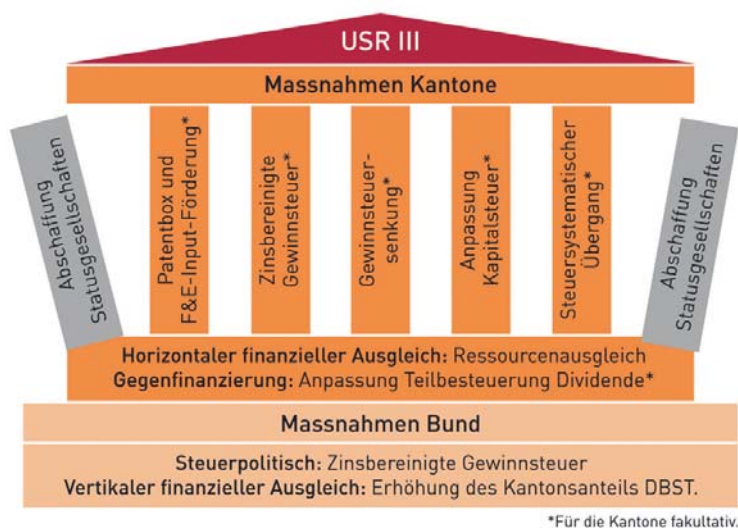 USR III
Massnahmen Kantone
Abschaffung
Statusgesellschaften
Patentbox und
F&E-Input-Förderung*
Zinsbereinigte
Gewinnsteuer*
Gewinnsteuer-
senkung*
Anpassung
Kapitalsteuer*
Steuersystematischer
Übergang*
Abschaffung
Statusgesellschaften
Horizontaler finanzieller Ausgleich: Ressourcenausgleich
Gegenfinanzierung: Anpassung Teilbesteuerung Dividende*
Massnahmen Bund
Steuerpolitisch: Zinsbereinigte Gewinnsteuer
Vertikaler finanzieller Ausgleich: Erhöhung des Kantonsanteils DBST.
*Für die Kantone fakultativ.